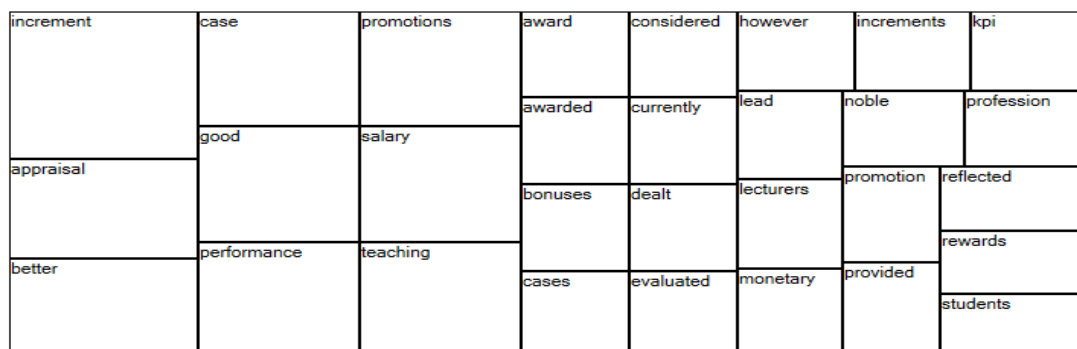 increment
case
promotions
award
considered
however
increments
kpi
awarded
currently
lead
noble
profession
good
salary
appraisal
promotion
reflected
bonuses
dealt
lecturers
rewards
better
performance
teaching
cases
evaluated
monetary
provided
students